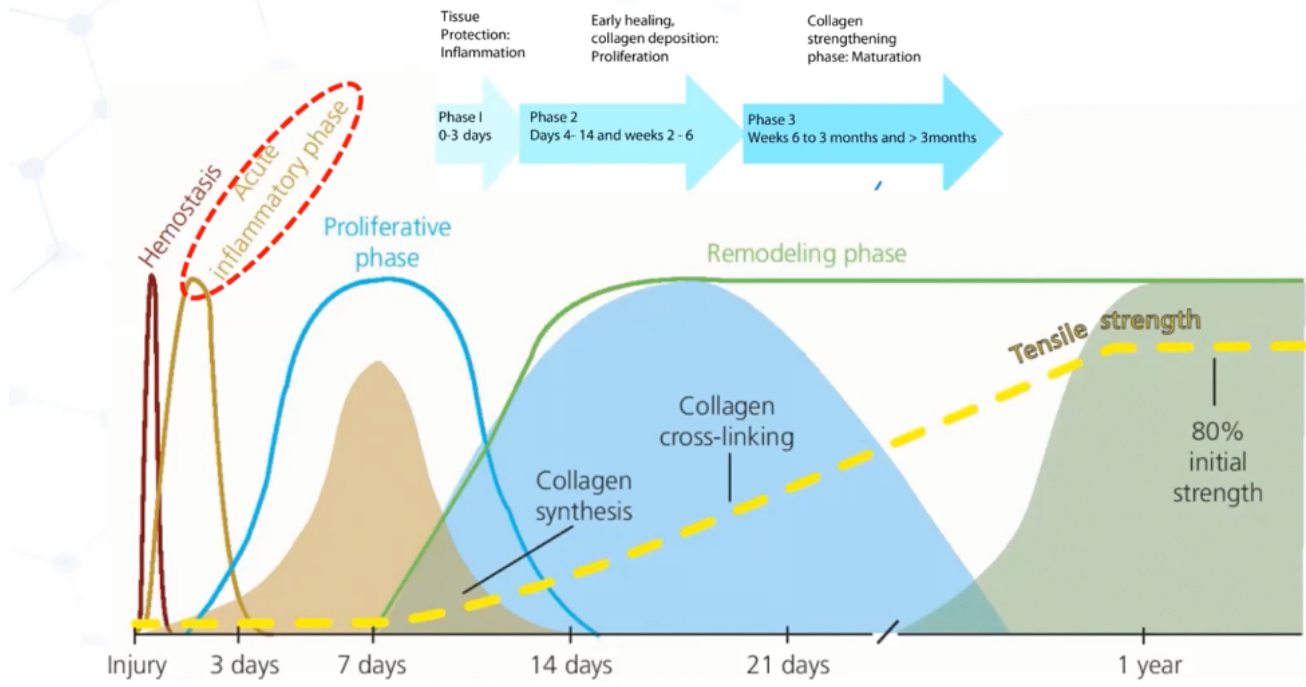 Tissue
Protection:
Inflammation
Early healing,
collagen deposition:
Proliferation
Collagen
strengthening
phase: Maturation
Phase I
0-3 days
Phase 2
Days 4- 14 and weeks 2 - 6
Phase 3
Weeks 6 to 3 months and > 3months
Hemostasis
Acute
inflammatory phase
Proliferative
phase
Remodeling phase
Tensile strength
Collagen
cross-linking
Collagen
synthesis
80%
initial
strength
Injury
3 days
7 days
14 days
21 days
1 year